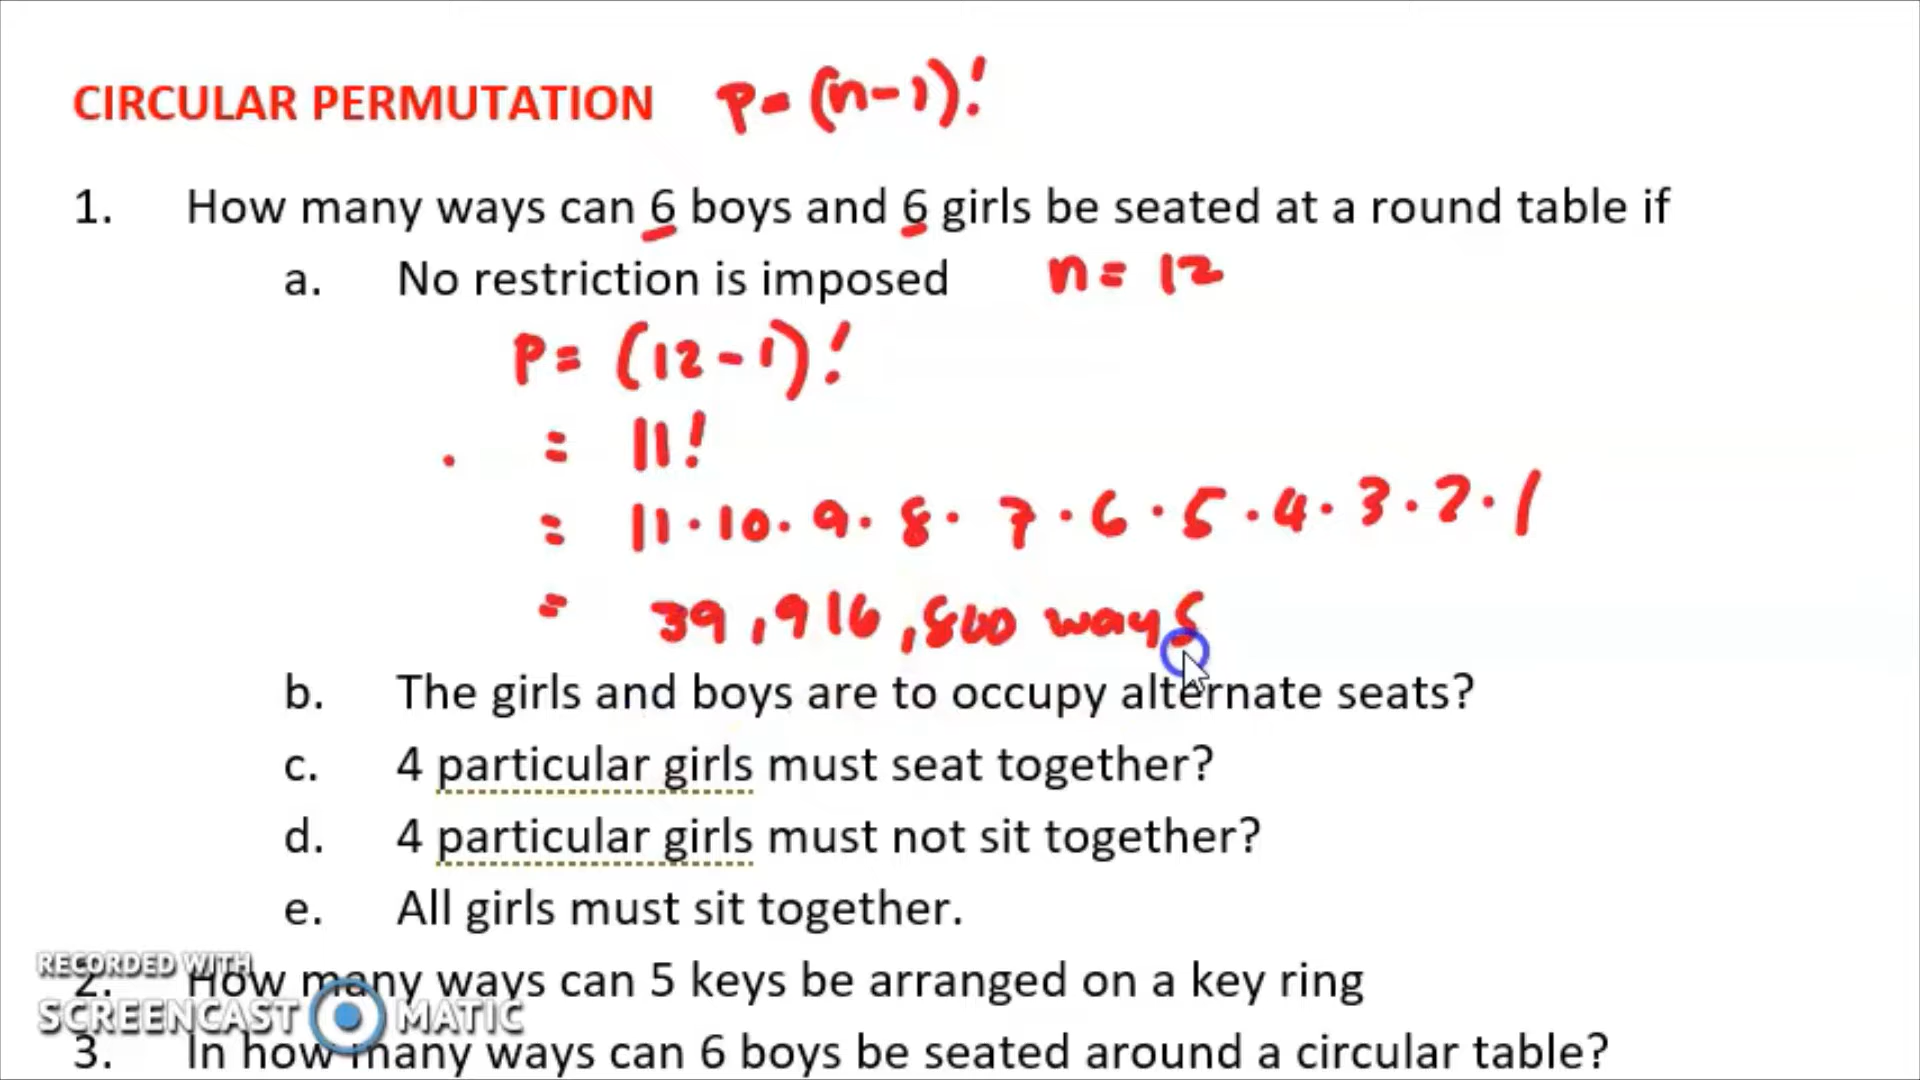 CIRCULAR PERMUTATION P= (n-1)!
1. How many ways can 6 boys and 6 girls be seated at a round table if
a. No restriction is imposed n= 12
P= (12-1)!
= 11!
= 11·10·9·8·7·6·5·4·3·2·1
= 39,916,800 ways
b. The girls and boys are to occupy alternate seats?
c. 4 particular girls must seat together?
d. 4 particular girls must not sit together?
e. All girls must sit together.
RECORDED WITH
2. How many ways can 5 keys be arranged on a key ring
SCREENCAST MATIC
3. In how many ways can 6 boys be seated around a circular table?